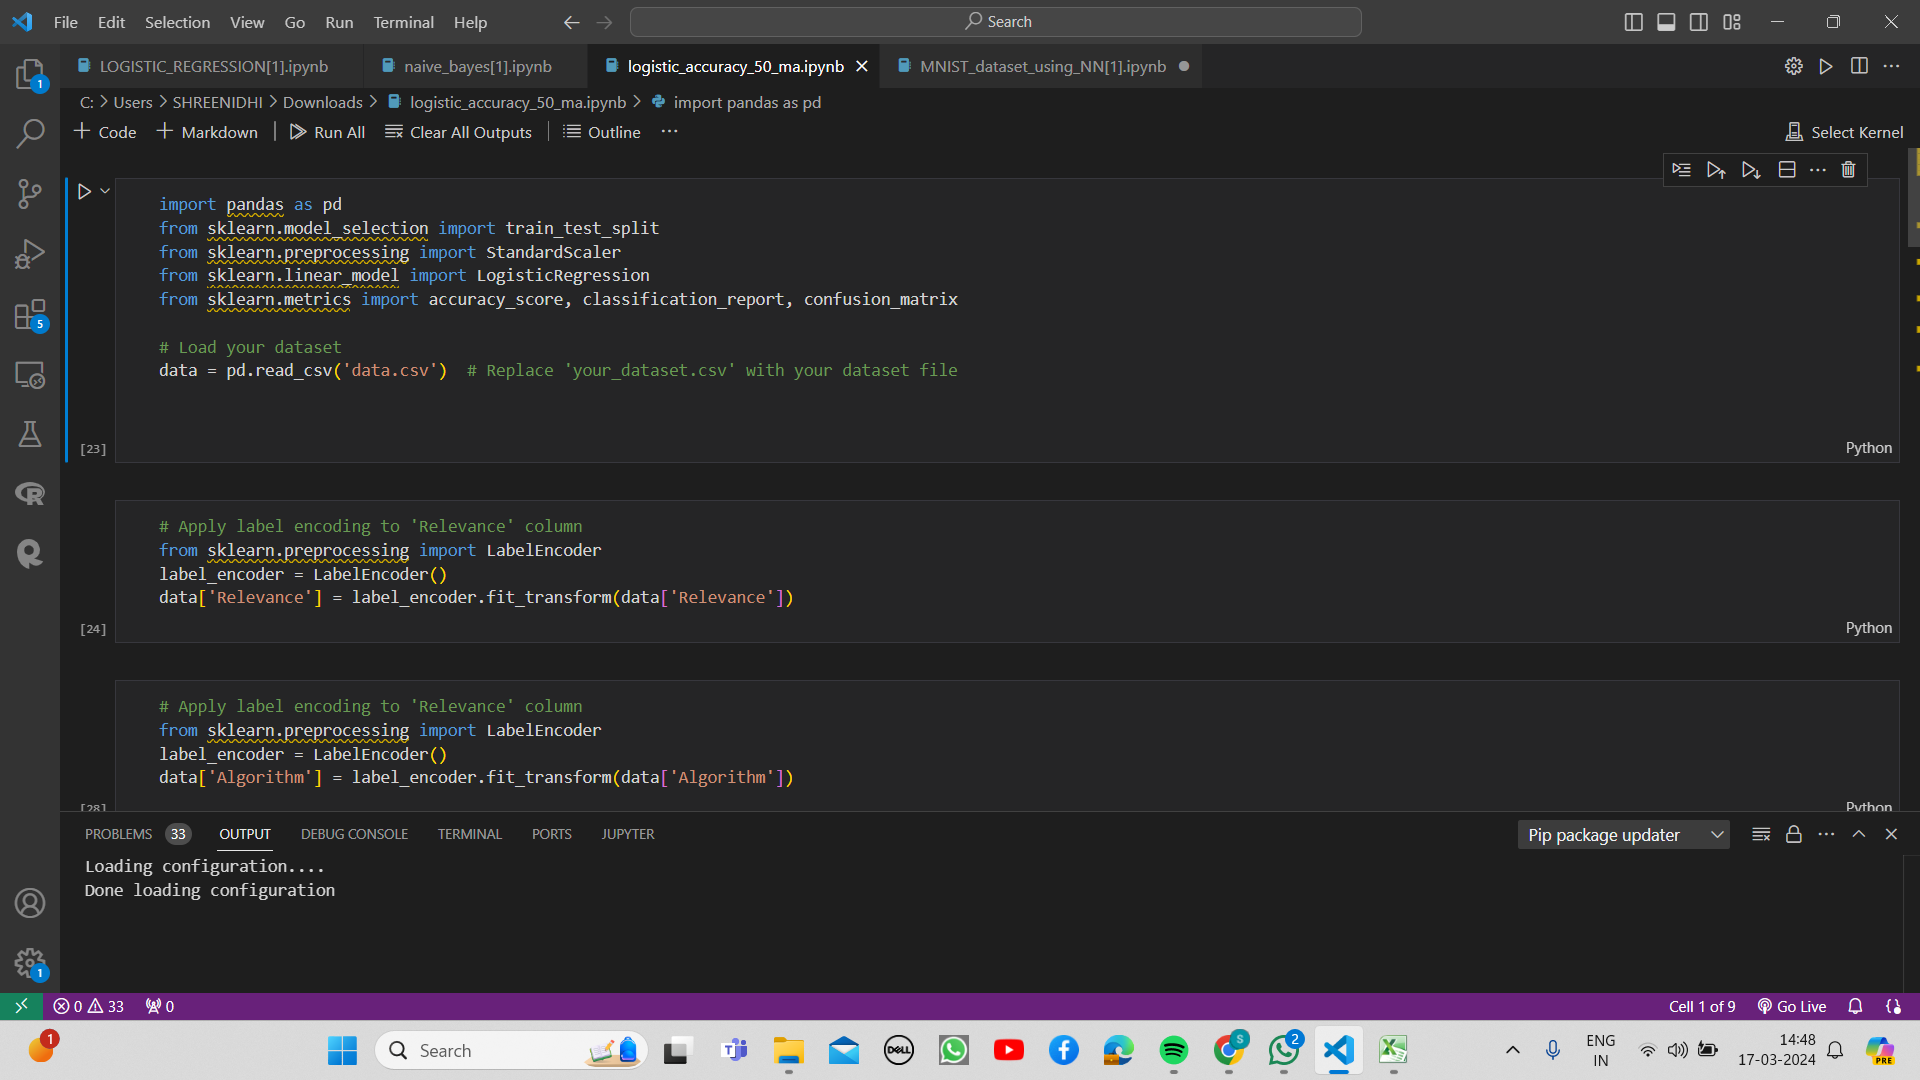 File Edit Selection View Go Run Terminal Help
Search
LOGISTIC_REGRESSION[1].ipynb
naive_bayes[1].ipynb
logistic_accuracy_50_ma.ipynb
MNIST_dataset_using_NN[1].ipynb
C: > Users > SHREENIDHI > Downloads > logistic_accuracy_50_ma.ipynb > import pandas as pd
+ Code + Markdown | Run All Clear All Outputs | Outline ...
Select Kernel
import pandas as pd
from sklearn.model_selection import train_test_split
from sklearn.preprocessing import StandardScaler
from sklearn.linear_model import LogisticRegression
from sklearn.metrics import accuracy_score, classification_report, confusion_matrix
# Load your dataset
data = pd.read_csv('data.csv')  # Replace 'your_dataset.csv' with your dataset file
[23]
Python
# Apply label encoding to 'Relevance' column
from sklearn.preprocessing import LabelEncoder
label_encoder = LabelEncoder()
data['Relevance'] = label_encoder.fit_transform(data['Relevance'])
[24]
Python
# Apply label encoding to 'Relevance' column
from sklearn.preprocessing import LabelEncoder
label_encoder = LabelEncoder()
data['Algorithm'] = label_encoder.fit_transform(data['Algorithm'])
[28]
Python
1
5
1
PROBLEMS 33 OUTPUT DEBUG CONSOLE TERMINAL PORTS JUPYTER
Pip package updater
Loading configuration....
Done loading configuration
0 33 0
Cell 1 of 9 Go Live
1
Search
DELL
S
2
ENG
IN
14:48
17-03-2024
PRE